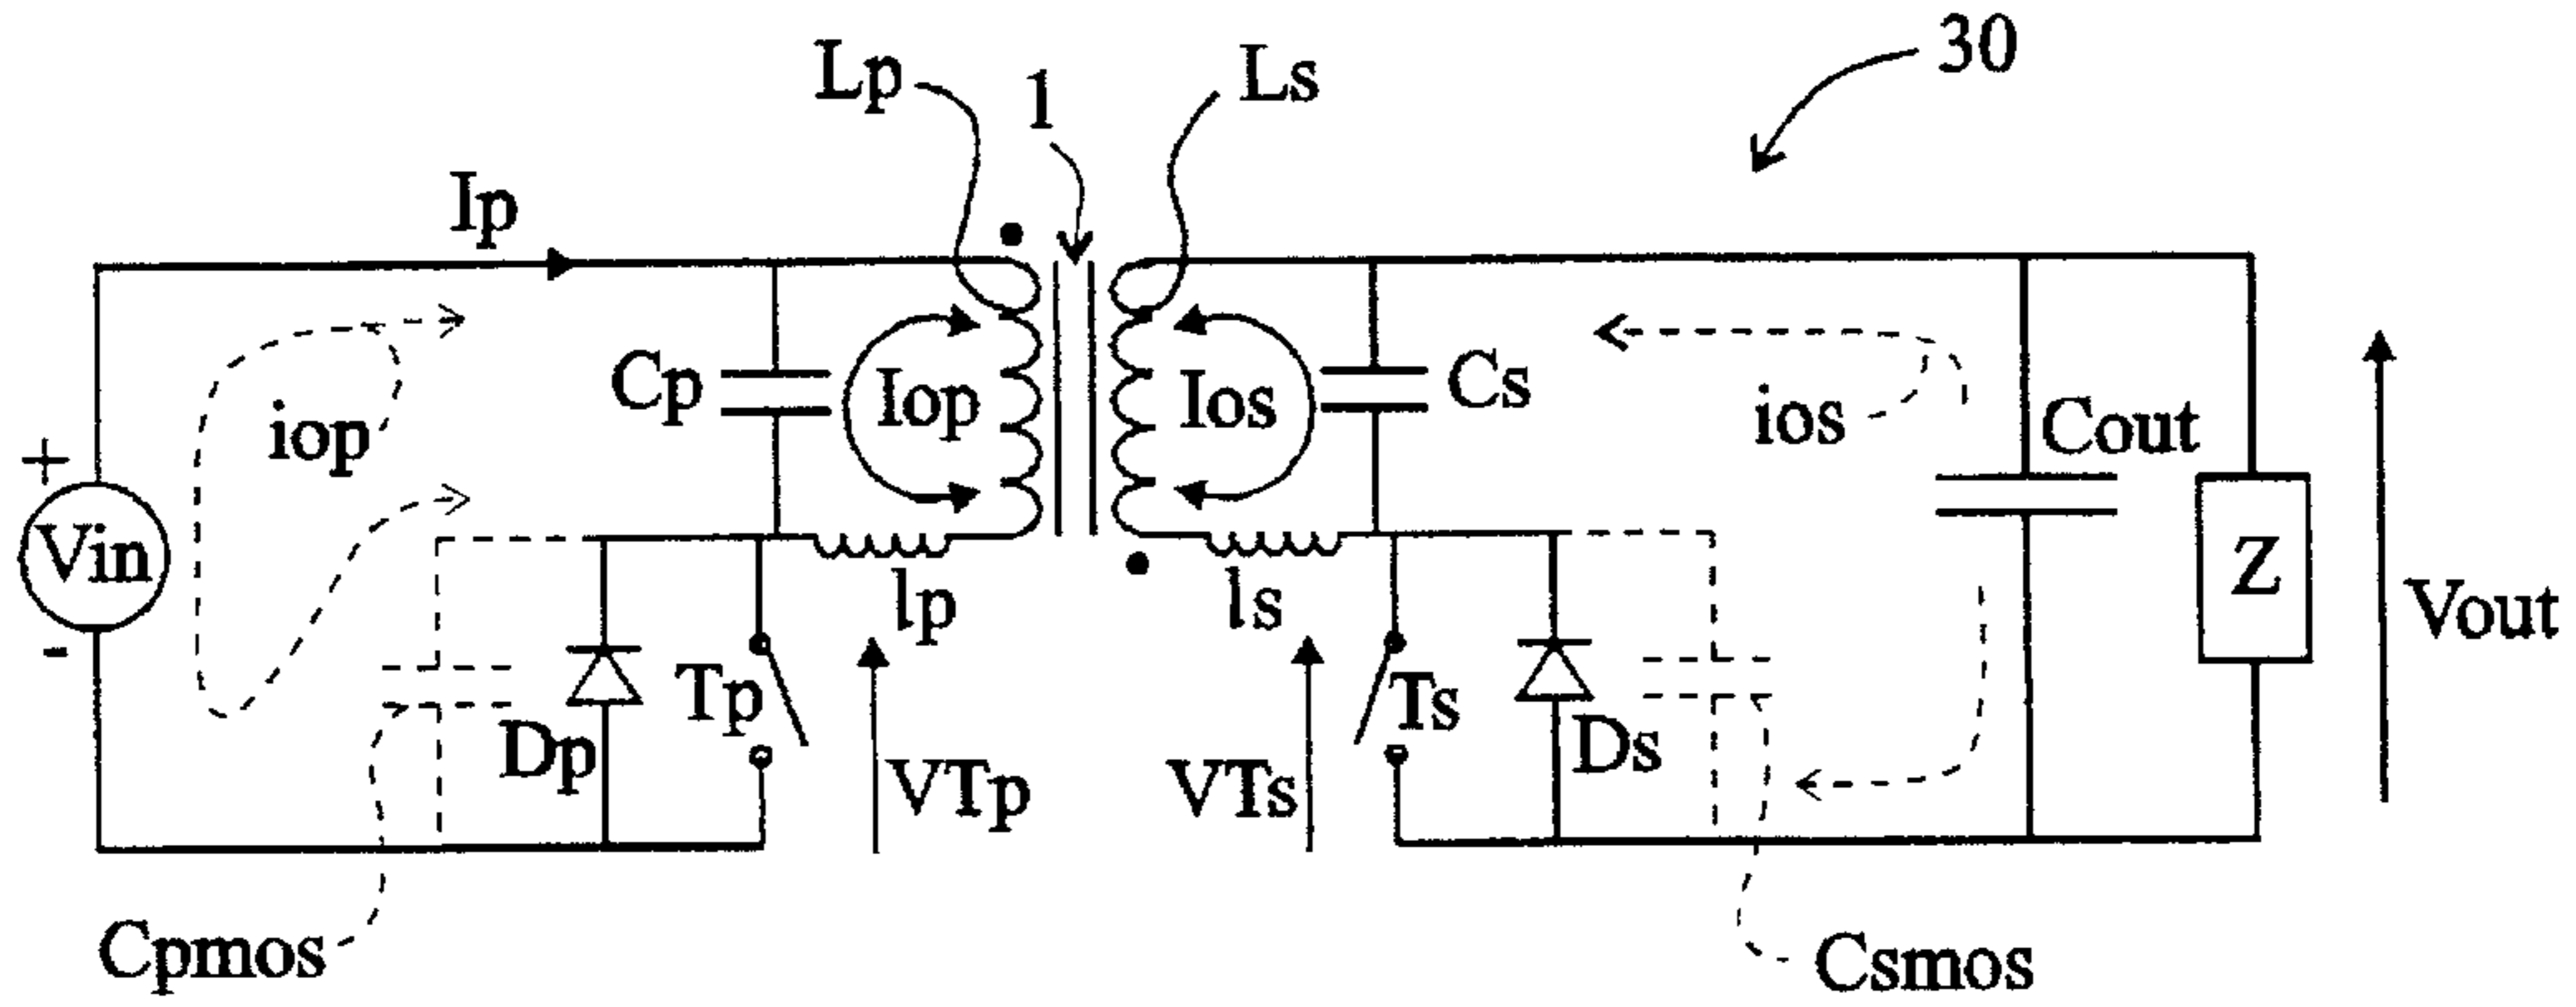 30
Lp
1
Ls
Ip
Cp
Iop
Ios
Cs
iop
ios
Cout
+
Vin
-
lp
ls
Z
Vout
Tp
Ts
Dp
Ds
VTp
VTs
Cpmos
Csmos